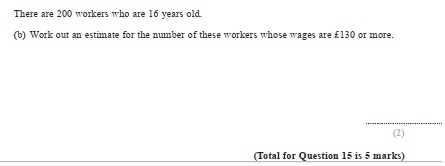 There are 200 workers who are 16 years old.
(b) Work out an estimate for the number of these workers whose wages are £130 or more.
(2)
(Total for Question 15 is 5 marks)